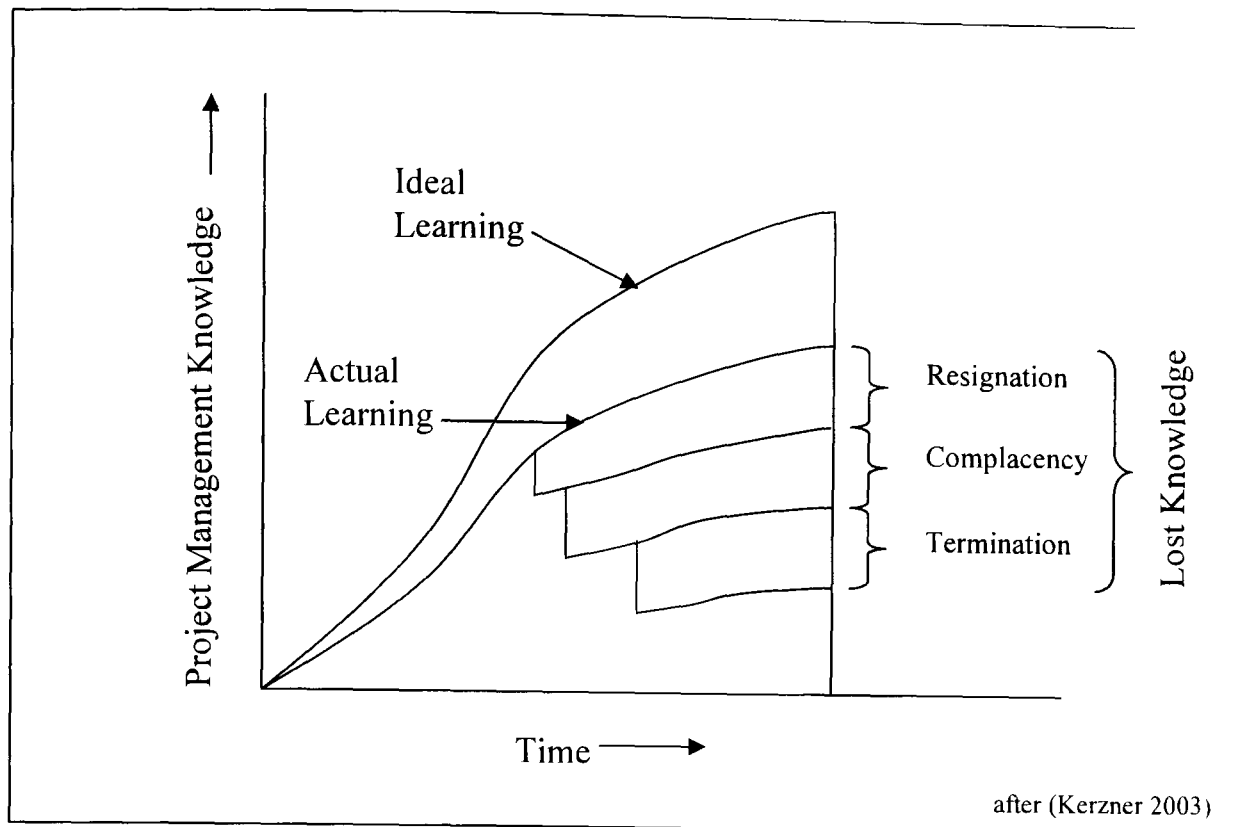 Project Management Knowledge
Ideal
Learning
Actual
Learning
Resignation
Complacency
Termination
Lost Knowledge
Time
after (Kerzner 2003)